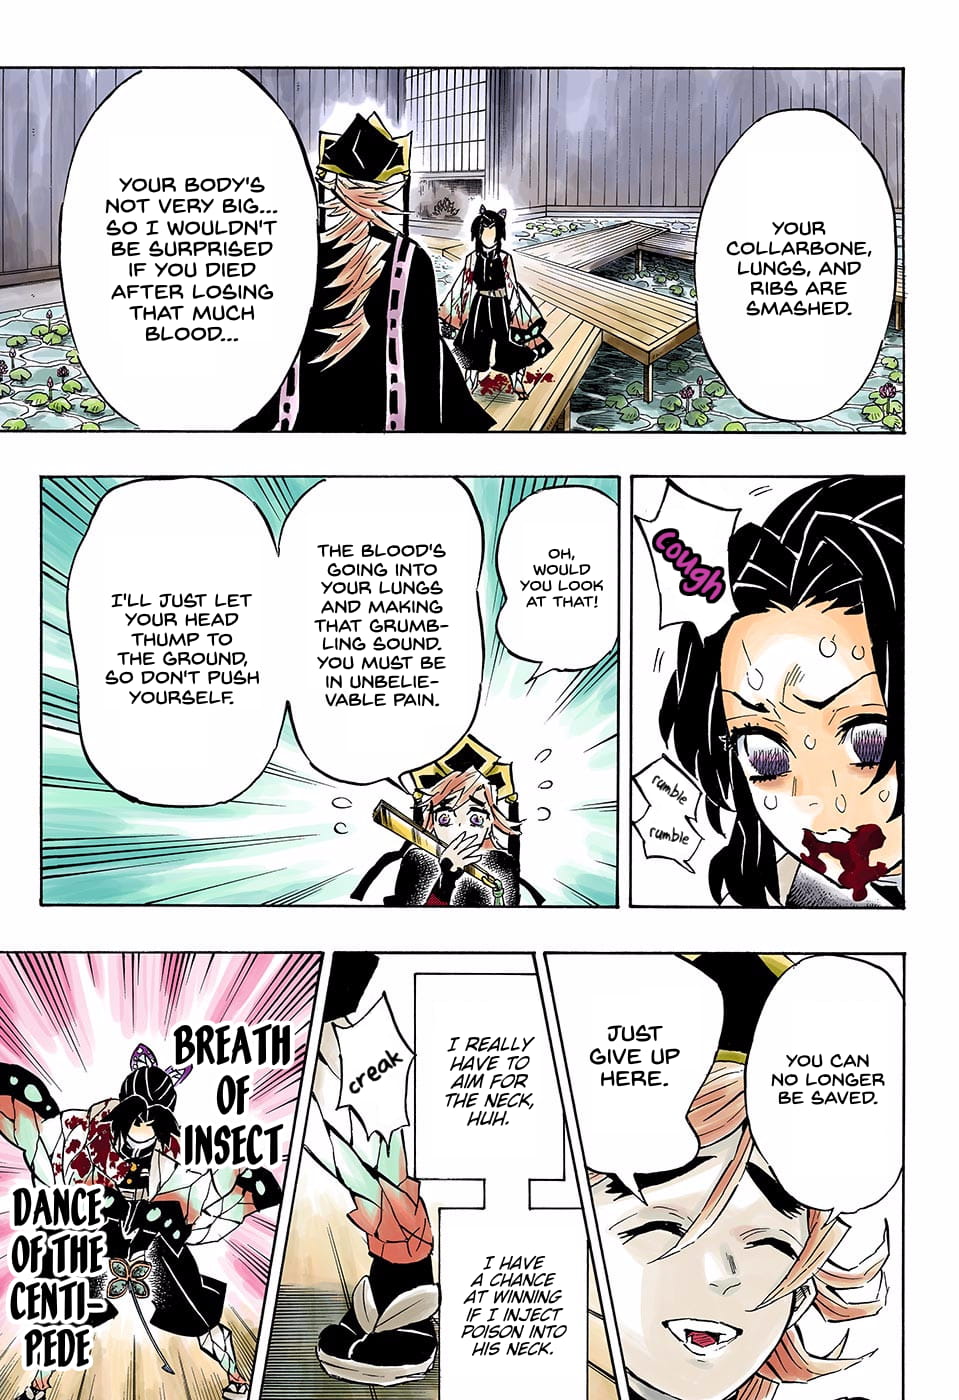 YOUR
COLLARBONE,
LUNGS, AND
RIBS ARE
SMASHED.
YOUR BODY'S
NOT VERY BIG...
SO I WOULDN'T
BE SURPRISED
IF YOU DIED
AFTER LOSING
THAT MUCH
BLOOD...
cough
rumble
rumble
OH,
WOULD
YOU LOOK
AT THAT!
THE BLOOD'S
GOING INTO
YOUR LUNGS
AND MAKING
THAT GRUMB-
LING SOUND.
YOU MUST BE
IN UNBELIE-
VABLE PAIN.
I'LL JUST LET
YOUR HEAD
THUMP TO
THE GROUND,
SO DON'T PUSH
YOURSELF.
YOU CAN
NO LONGER
BE SAVED.
JUST
GIVE UP
HERE.
I REALLY
HAVE TO
AIM FOR
THE NECK,
HUH.
creak
I HAVE
A CHANCE
AT WINNING
IF I INJECT
POISON INTO
HIS NECK.
BREATH
OF
INSECT
DANCE
OF THE
CENTI-
PEDE